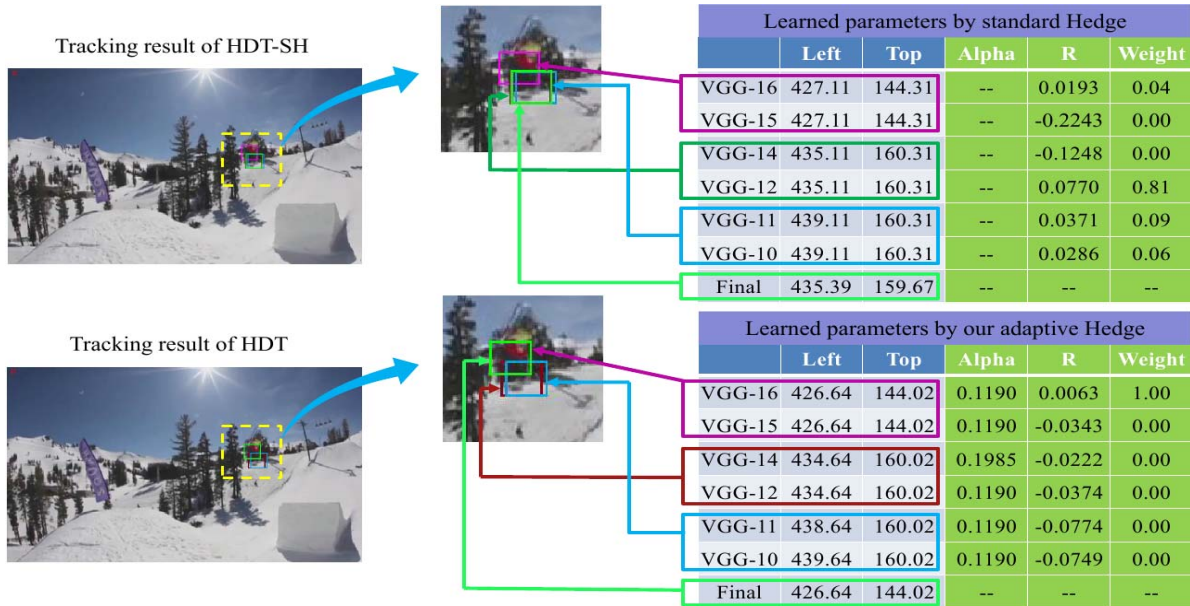 Tracking result of HDT-SH
Learned parameters by standard Hedge
Left Top Alpha R Weight
VGG-16 427.11 144.31 -- 0.0193 0.04
VGG-15 427.11 144.31 -- -0.2243 0.00
VGG-14 435.11 160.31 -- -0.1248 0.00
VGG-12 435.11 160.31 -- 0.0770 0.81
VGG-11 439.11 160.31 -- 0.0371 0.09
VGG-10 439.11 160.31 -- 0.0286 0.06
Final 435.39 159.67 -- -- --
Tracking result of HDT
Learned parameters by our adaptive Hedge
Left Top Alpha R Weight
VGG-16 426.64 144.02 0.1190 0.0063 1.00
VGG-15 426.64 144.02 0.1190 -0.0343 0.00
VGG-14 434.64 160.02 0.1985 -0.0222 0.00
VGG-12 434.64 160.02 0.1190 -0.0374 0.00
VGG-11 438.64 160.02 0.1190 -0.0774 0.00
VGG-10 439.64 160.02 0.1190 -0.0749 0.00
Final 426.64 144.02 -- -- --